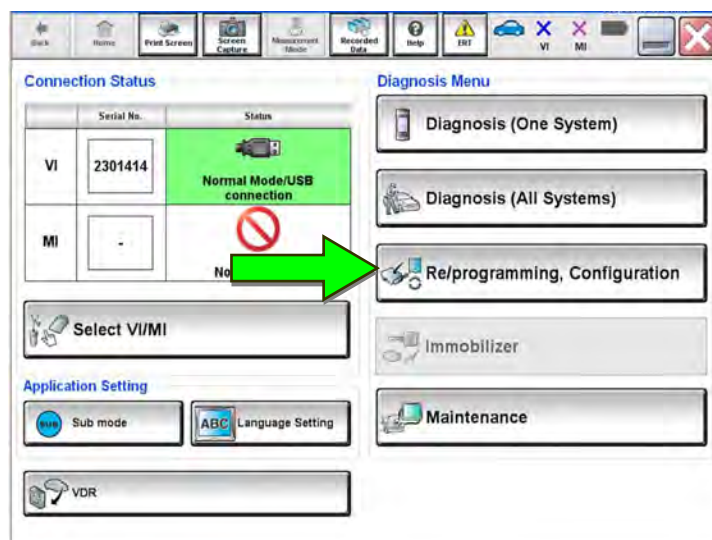 Back
Home
Print Screen
Screen
Capture
Measurement
Mode
Recorded
Data
Help
ERT
VI
MI
Connection Status
Serial No.
Status
VI
2301414
Normal Mode/USB
connection
MI
-
No
Select VI/MI
Application Setting
SUB
Sub mode
ABC
Language Setting
VDR
Diagnosis Menu
Diagnosis (One System)
Diagnosis (All Systems)
Re/programming, Configuration
Immobilizer
Maintenance